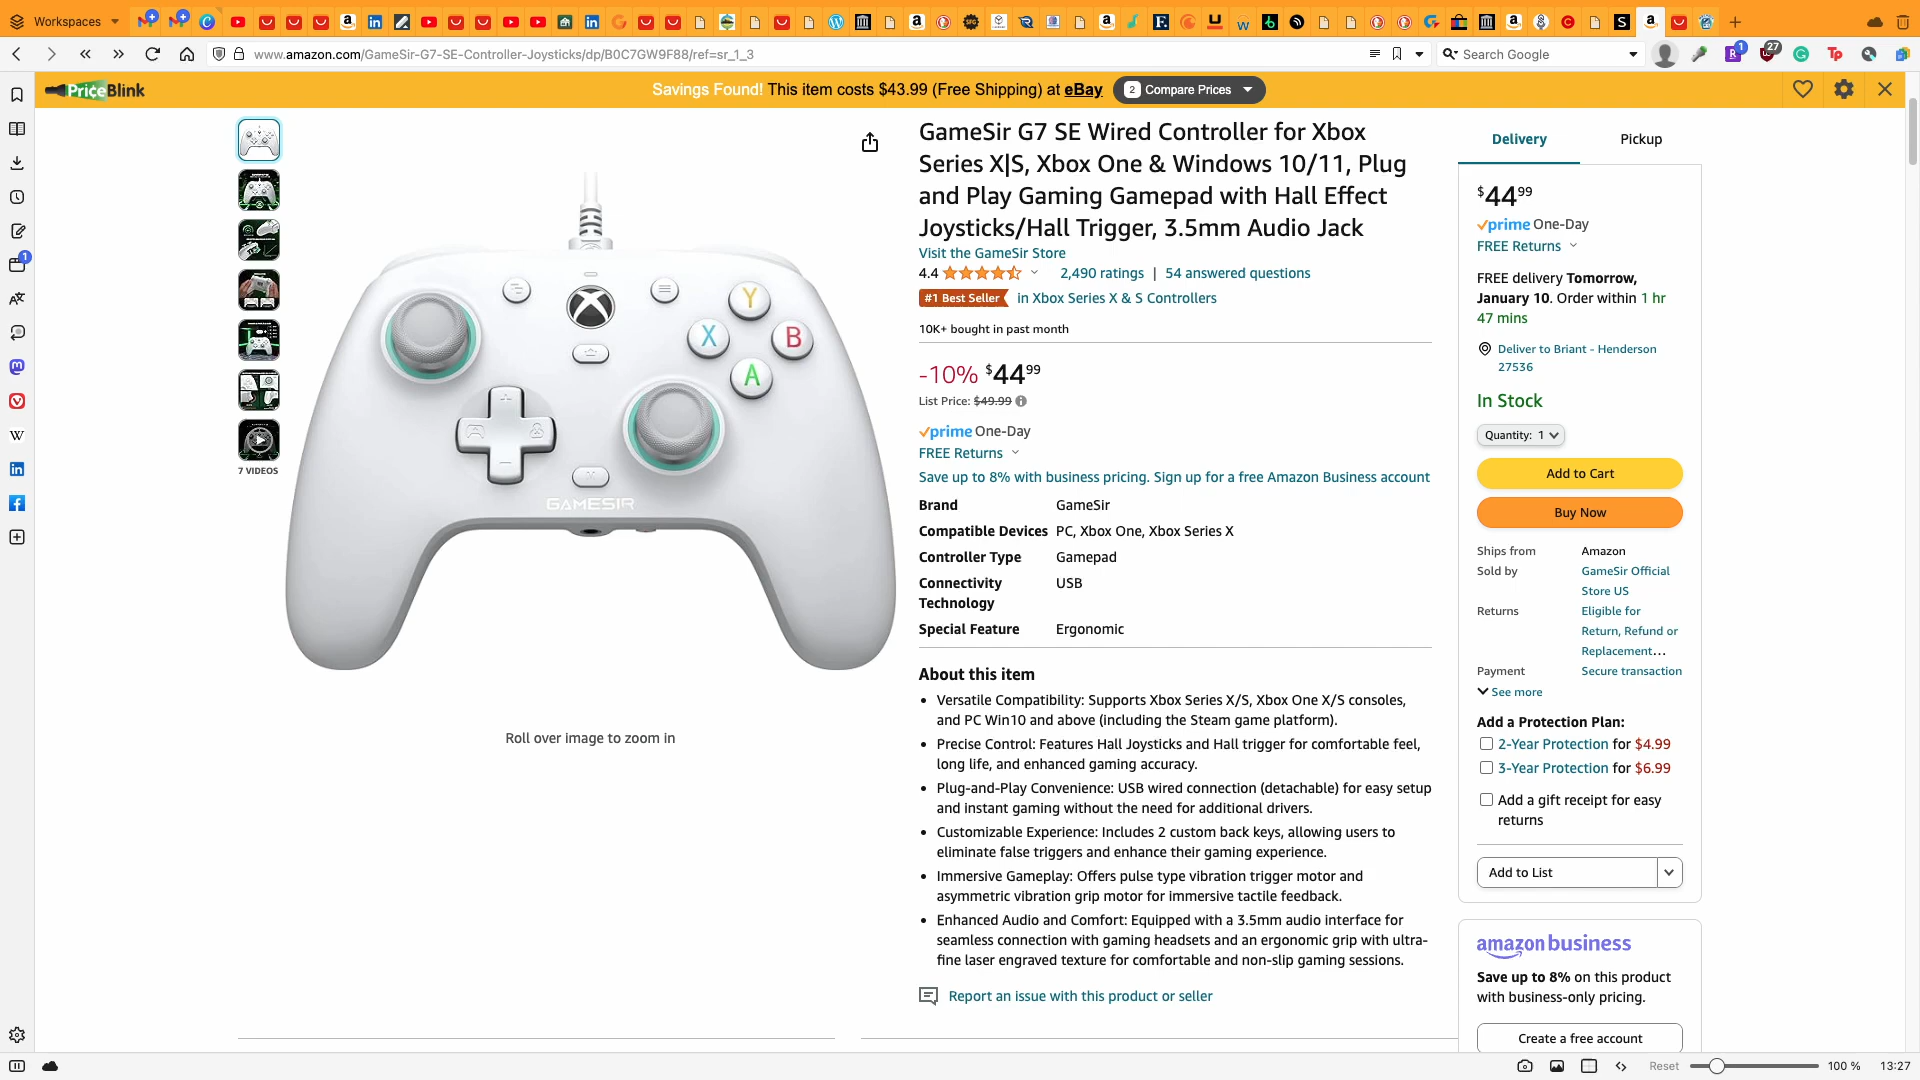 Workspaces
www.amazon.com/GameSir-G7-SE-Controller-Joysticks/dp/B0C7GW9F88/ref=sr_1_3
Search Google
1
27
PriceBlink
Savings Found! This item costs $43.99 (Free Shipping) at eBay
2 Compare Prices
1
7 VIDEOS
Y
X
B
A
GAMESIR
Roll over image to zoom in
GameSir G7 SE Wired Controller for Xbox
Series X|S, Xbox One & Windows 10/11, Plug
and Play Gaming Gamepad with Hall Effect
Joysticks/Hall Trigger, 3.5mm Audio Jack
Visit the GameSir Store
4.4 2,490 ratings | 54 answered questions
#1 Best Seller in Xbox Series X & S Controllers
10K+ bought in past month
-10% $44.99
List Price: $49.99
prime One-Day
FREE Returns
Save up to 8% with business pricing. Sign up for a free Amazon Business account
Brand GameSir
Compatible Devices PC, Xbox One, Xbox Series X
Controller Type Gamepad
Connectivity USB
Technology
Special Feature Ergonomic
About this item
• Versatile Compatibility: Supports Xbox Series X/S, Xbox One X/S consoles,
and PC Win10 and above (including the Steam game platform).
• Precise Control: Features Hall Joysticks and Hall trigger for comfortable feel,
long life, and enhanced gaming accuracy.
• Plug-and-Play Convenience: USB wired connection (detachable) for easy setup
and instant gaming without the need for additional drivers.
• Customizable Experience: Includes 2 custom back keys, allowing users to
eliminate false triggers and enhance their gaming experience.
• Immersive Gameplay: Offers pulse type vibration trigger motor and
asymmetric vibration grip motor for immersive tactile feedback.
• Enhanced Audio and Comfort: Equipped with a 3.5mm audio interface for
seamless connection with gaming headsets and an ergonomic grip with ultra-
fine laser engraved texture for comfortable and non-slip gaming sessions.
Report an issue with this product or seller
Delivery Pickup
$44.99
prime One-Day
FREE Returns
FREE delivery Tomorrow,
January 10. Order within 1 hr
47 mins
Deliver to Briant - Henderson
27536
In Stock
Quantity: 1
Add to Cart
Buy Now
Ships from Amazon
Sold by GameSir Official
Store US
Returns Eligible for
Return, Refund or
Replacement…
Payment Secure transaction
See more
Add a Protection Plan:
2-Year Protection for $4.99
3-Year Protection for $6.99
Add a gift receipt for easy
returns
Add to List
amazon business
Save up to 8% on this product
with business-only pricing.
Create a free account
Reset 100 % 13:27